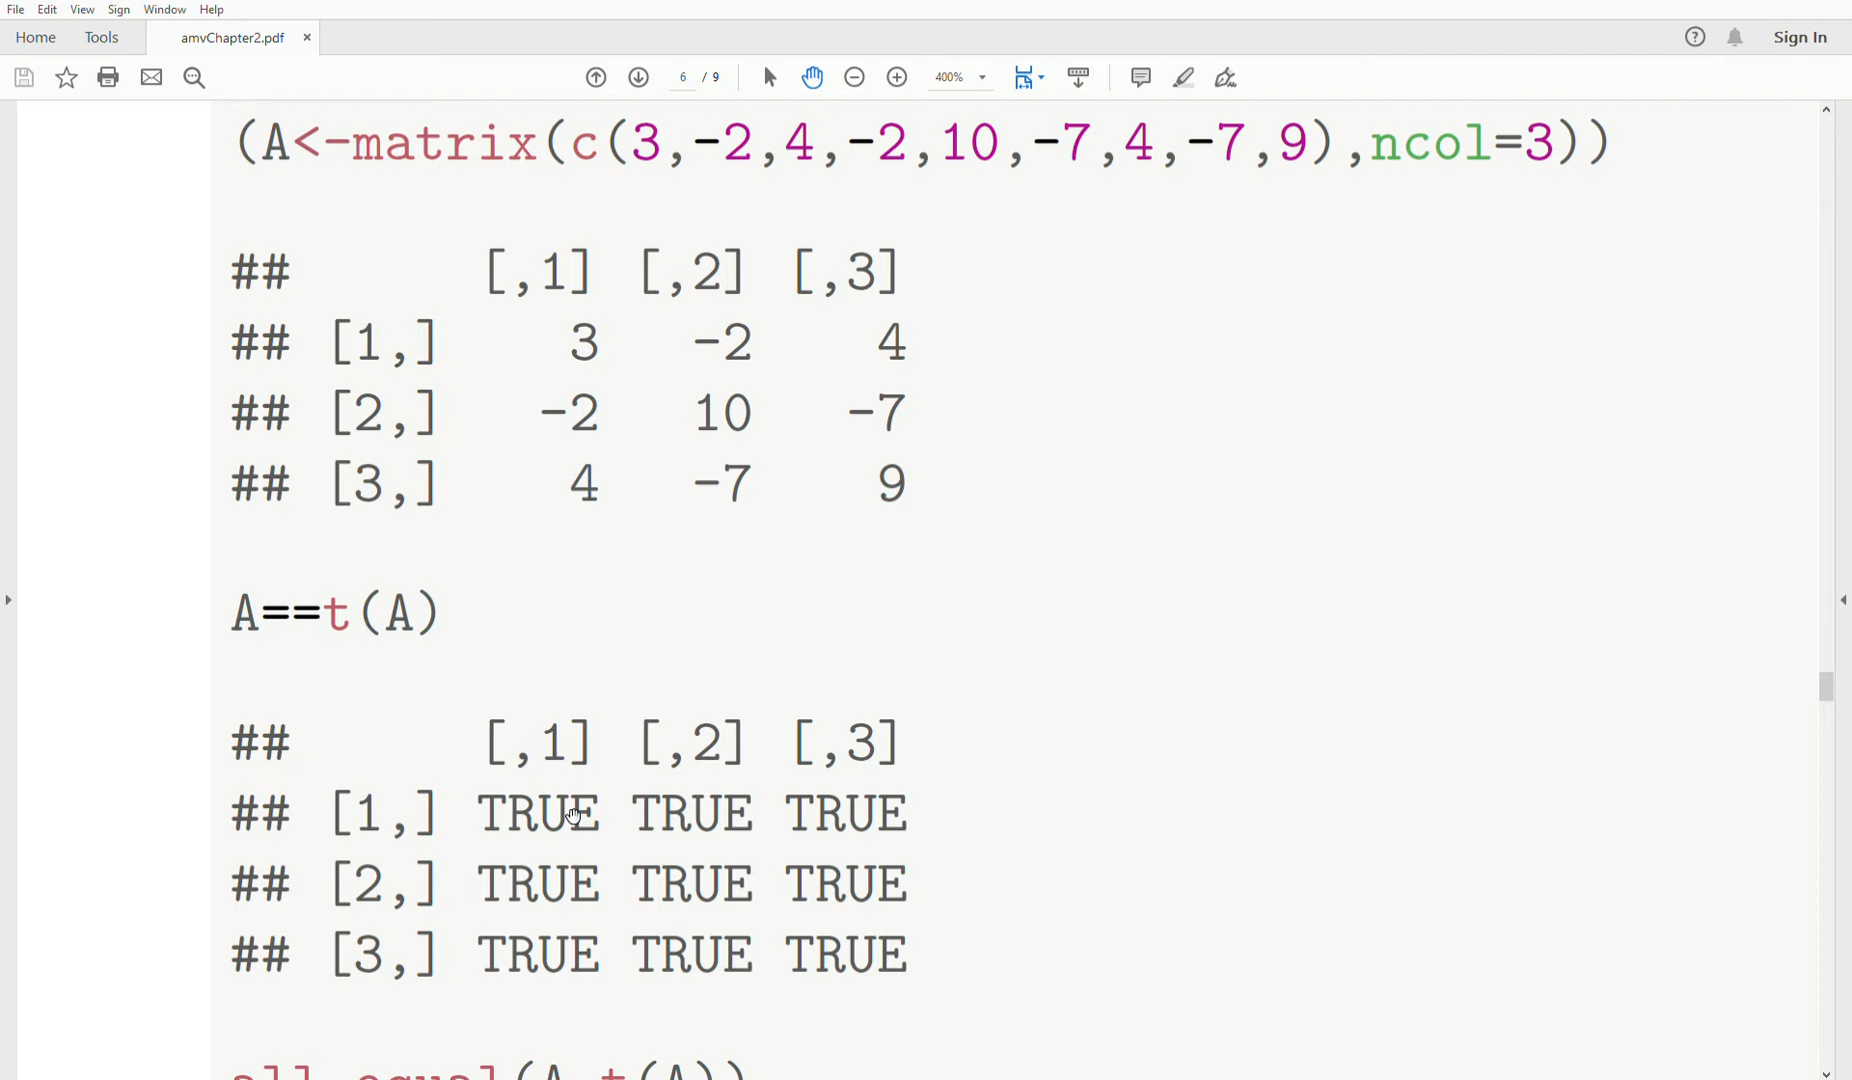 File Edit View Sign Window Help
Home Tools amvChapter2.pdf × Sign In
6 / 9 400%
(A<-matrix(c(3,-2,4,-2,10,-7,4,-7,9),ncol=3))
## [,1] [,2] [,3]
## [1,] 3 -2 4
## [2,] -2 10 -7
## [3,] 4 -7 9
A==t(A)
## [,1] [,2] [,3]
## [1,] TRUE TRUE TRUE
## [2,] TRUE TRUE TRUE
## [3,] TRUE TRUE TRUE
all.equal(A,t(A))